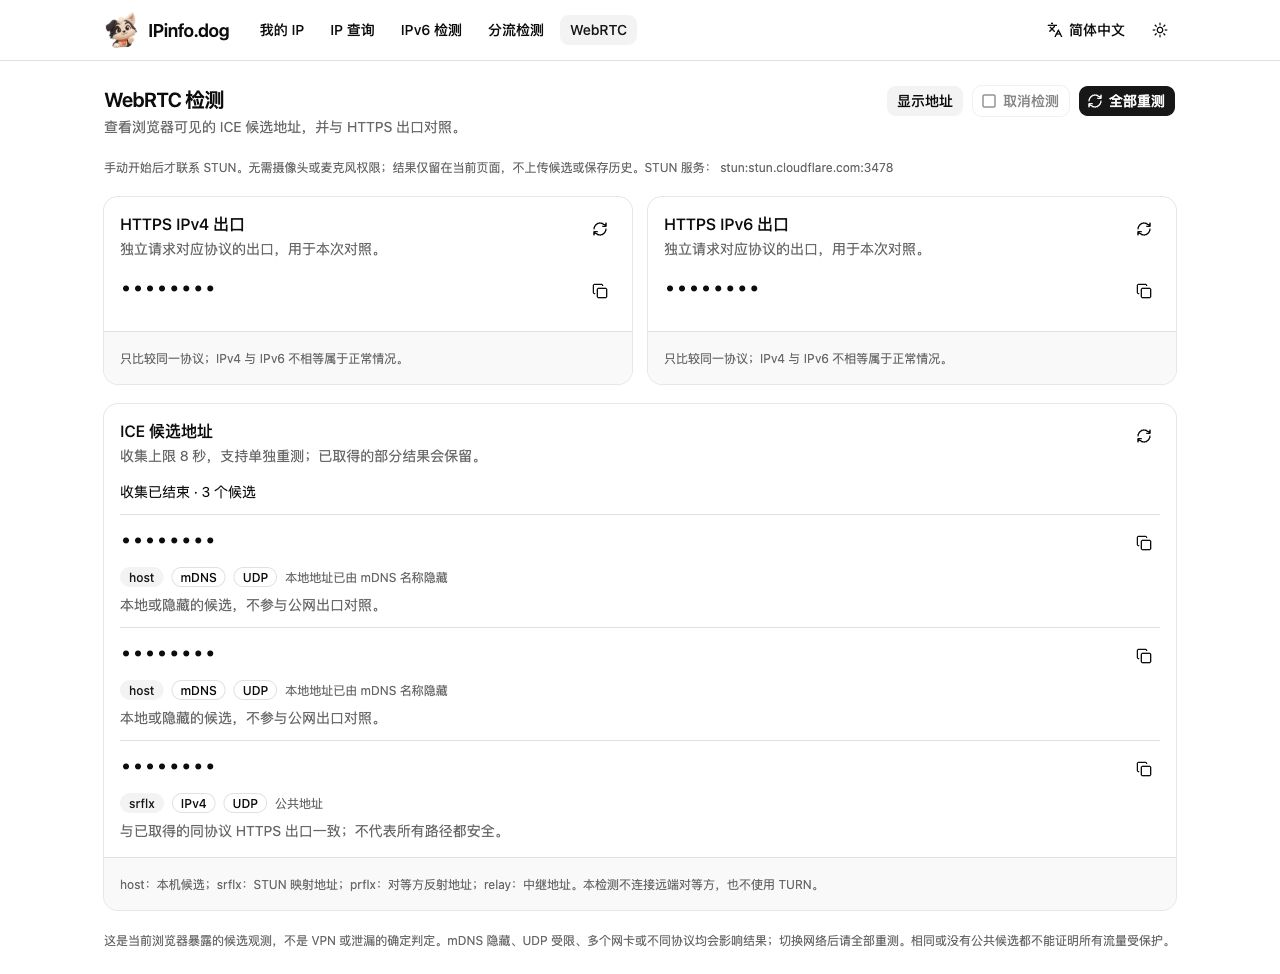 IPinfo.dog
我的 IP
IP 查询
IPv6 检测
分流检测
WebRTC
简体中文
WebRTC 检测
查看浏览器可见的 ICE 候选地址，并与 HTTPS 出口对照。
显示地址
取消检测
全部重测
手动开始后才联系 STUN。无需摄像头或麦克风权限；结果仅留在当前页面，不上传候选或保存历史。STUN 服务： stun:stun.cloudflare.com:3478
HTTPS IPv4 出口
独立请求对应协议的出口，用于本次对照。
••••••••
只比较同一协议；IPv4 与 IPv6 不相等属于正常情况。
HTTPS IPv6 出口
独立请求对应协议的出口，用于本次对照。
••••••••
只比较同一协议；IPv4 与 IPv6 不相等属于正常情况。
ICE 候选地址
收集上限 8 秒，支持单独重测；已取得的部分结果会保留。
收集已结束 · 3 个候选
••••••••
host mDNS UDP 本地地址已由 mDNS 名称隐藏
本地或隐藏的候选，不参与公网出口对照。
••••••••
host mDNS UDP 本地地址已由 mDNS 名称隐藏
本地或隐藏的候选，不参与公网出口对照。
••••••••
srflx IPv4 UDP 公共地址
与已取得的同协议 HTTPS 出口一致；不代表所有路径都安全。
host：本机候选；srflx：STUN 映射地址；prflx：对等方反射地址；relay：中继地址。本检测不连接远端对等方，也不使用 TURN。
这是当前浏览器暴露的候选观测，不是 VPN 或泄漏的确定判定。mDNS 隐藏、UDP 受限、多个网卡或不同协议均会影响结果；切换网络后请全部重测。相同或没有公共候选都不能证明所有流量受保护。